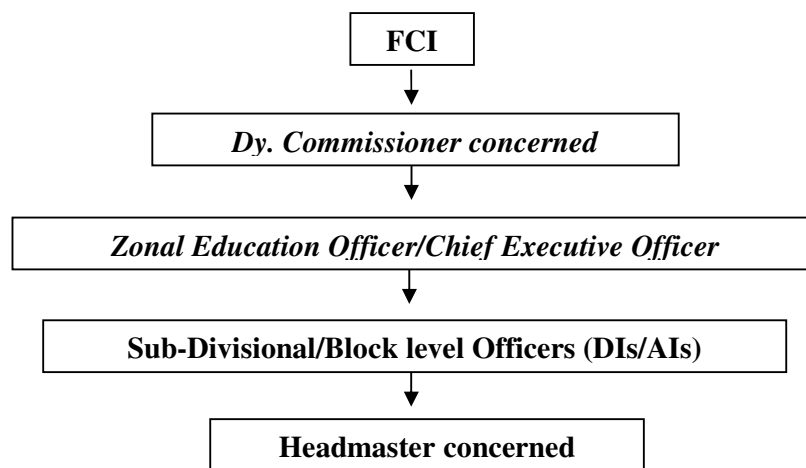 FCI
Dy. Commissioner concerned
Zonal Education Officer/Chief Executive Officer
Sub-Divisional/Block level Officers (DIs/AIs)
Headmaster concerned